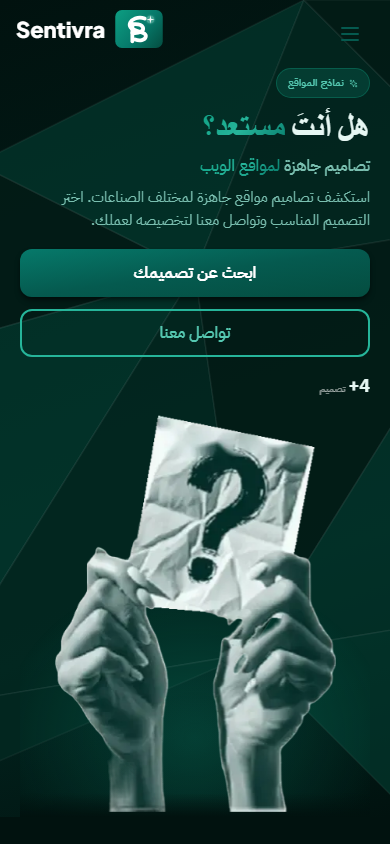 Sentivra
نماذج المواقع
هل أنتَ مستعد؟
تصاميم جاهزة لمواقع الويب
استكشف تصاميم مواقع جاهزة لمختلف الصناعات. اختر
التصميم المناسب وتواصل معنا لتخصيصه لعملك.
ابحث عن تصميمك
تواصل معنا
4+ تصميم
?